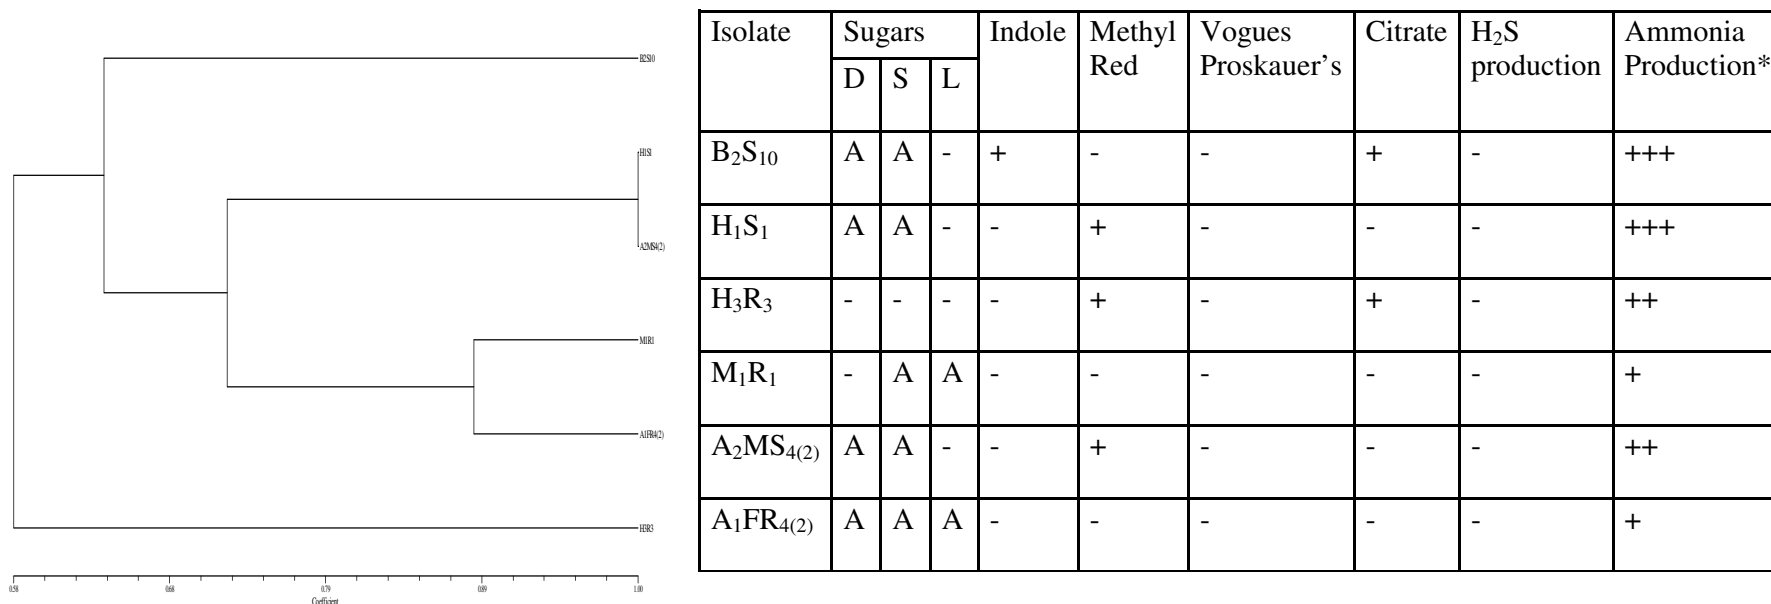 B2S10
H1S1
A2MS4(2)
M1R1
A1FR4(2)
H3R3
0.58 0.68 0.79 0.89 1.00
Coefficient
Isolate Sugars Indole Methyl Red Vogues Proskauer's Citrate H₂S production Ammonia Production*
D S L
B₂S₁₀ A A - + - - + - +++
H₁S₁ A A - - + - - - +++
H₃R₃ - - - - + - + - ++
M₁R₁ - A A - - - - - +
A₂MS₄₍₂₎ A A - - + - - - ++
A₁FR₄₍₂₎ A A A - - - - - +